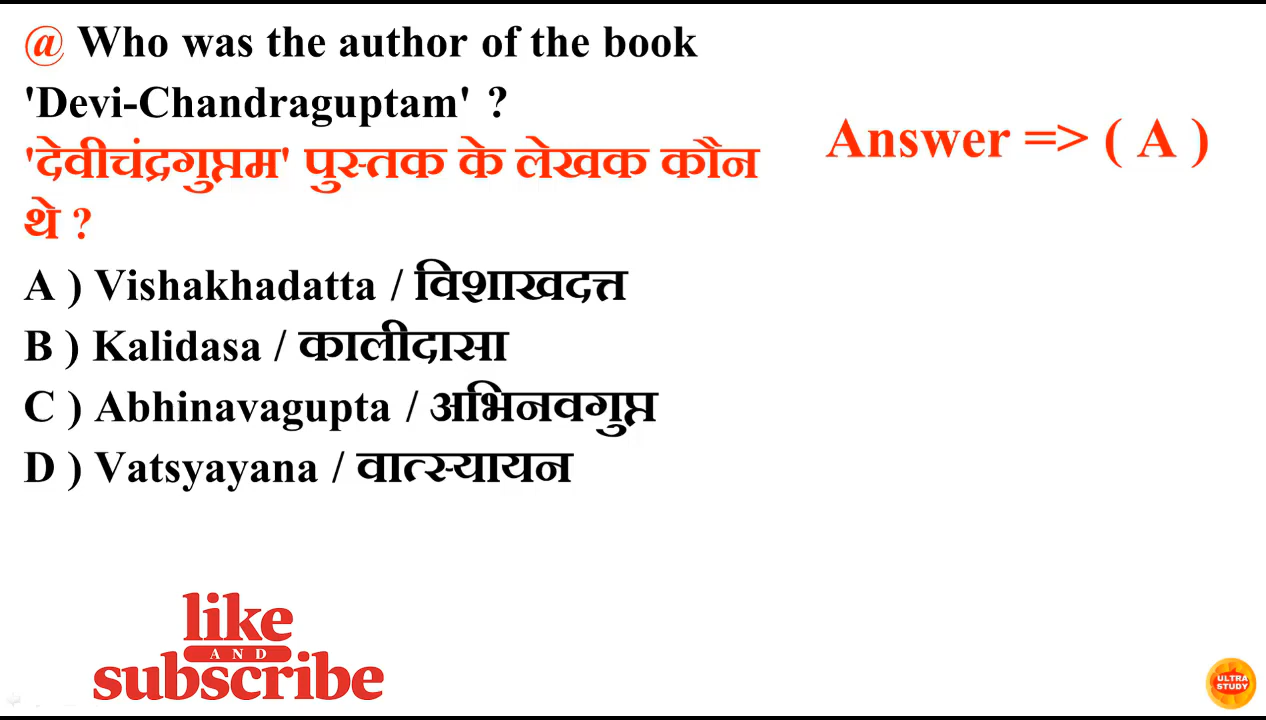 @ Who was the author of the book
'Devi-Chandraguptam' ?
'देवीचंद्रगुप्तम' पुस्तक के लेखक कौन
थे ?
Answer => ( A )
A ) Vishakhadatta / विशाखदत्त
B ) Kalidasa / कालीदासा
C ) Abhinavagupta / अभिनवगुप्त
D ) Vatsyayana / वात्स्यायन
like
AND
subscribe
ULTRA
STUDY